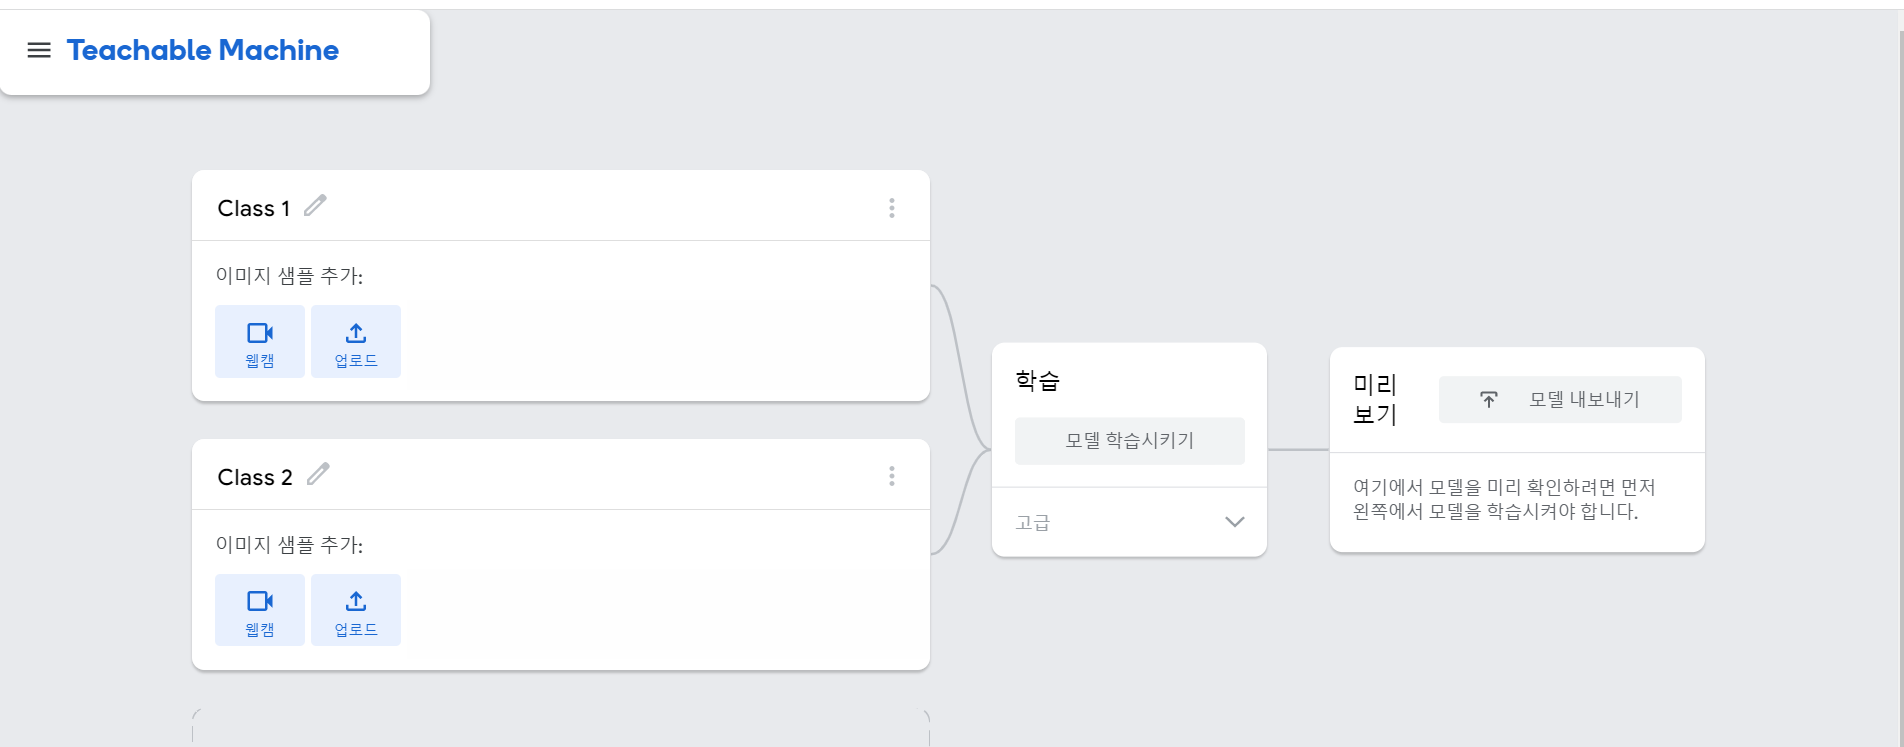 Teachable Machine
Class 1
이미지 샘플 추가:
웹캠
업로드
Class 2
이미지 샘플 추가:
웹캠
업로드
학습
모델 학습시키기
고급
미리
보기
모델 내보내기
여기에서 모델을 미리 확인하려면 먼저
왼쪽에서 모델을 학습시켜야 합니다.